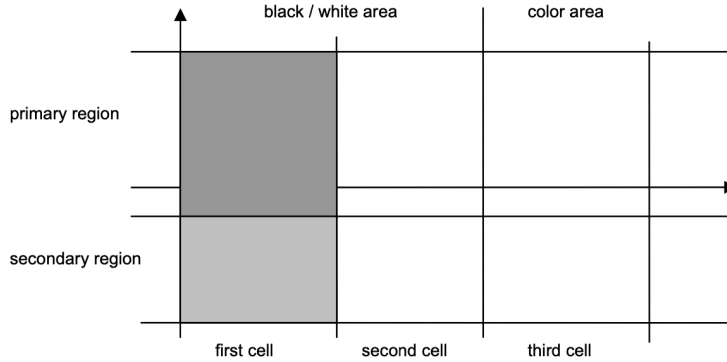 black / white area
color area
primary region
secondary region
first cell
second cell
third cell